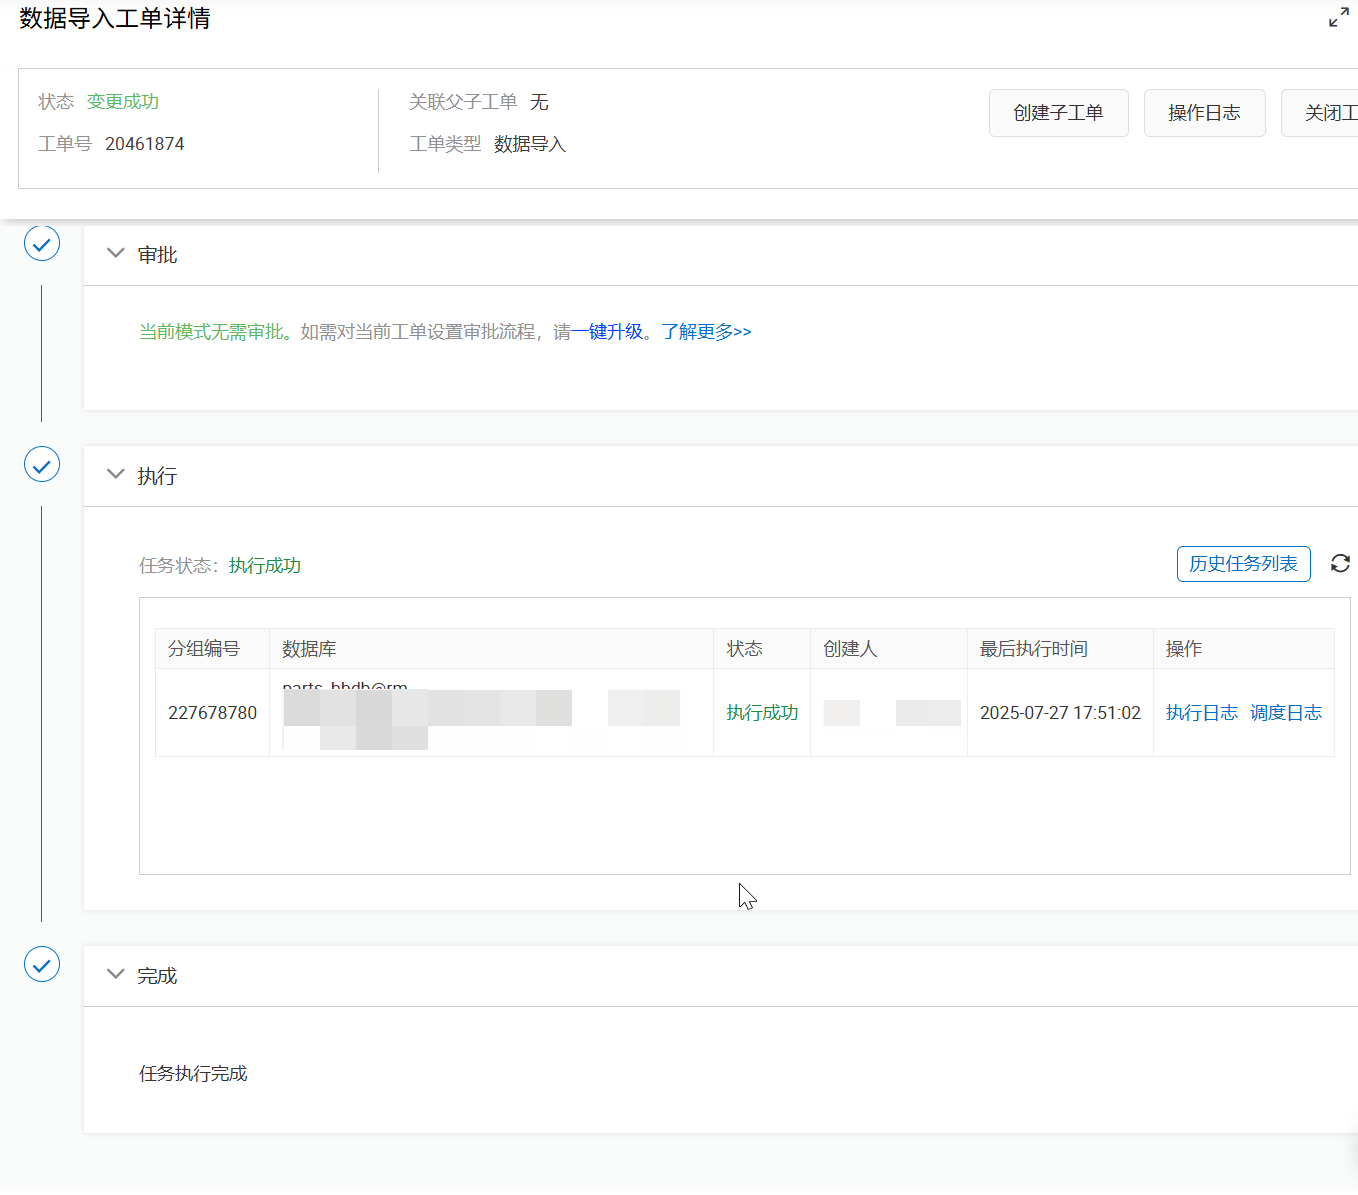 数据导入工单详情
状态 变更成功
关联父子工单 无
创建子工单
操作日志
关闭工
工单号 20461874
工单类型 数据导入
审批
当前模式无需审批。如需对当前工单设置审批流程，请一键升级。了解更多>>
执行
任务状态：执行成功
历史任务列表
分组编号 数据库 状态 创建人 最后执行时间 操作
parts_bbdb@rm
227678780 执行成功 2025-07-27 17:51:02 执行日志 调度日志
完成
任务执行完成